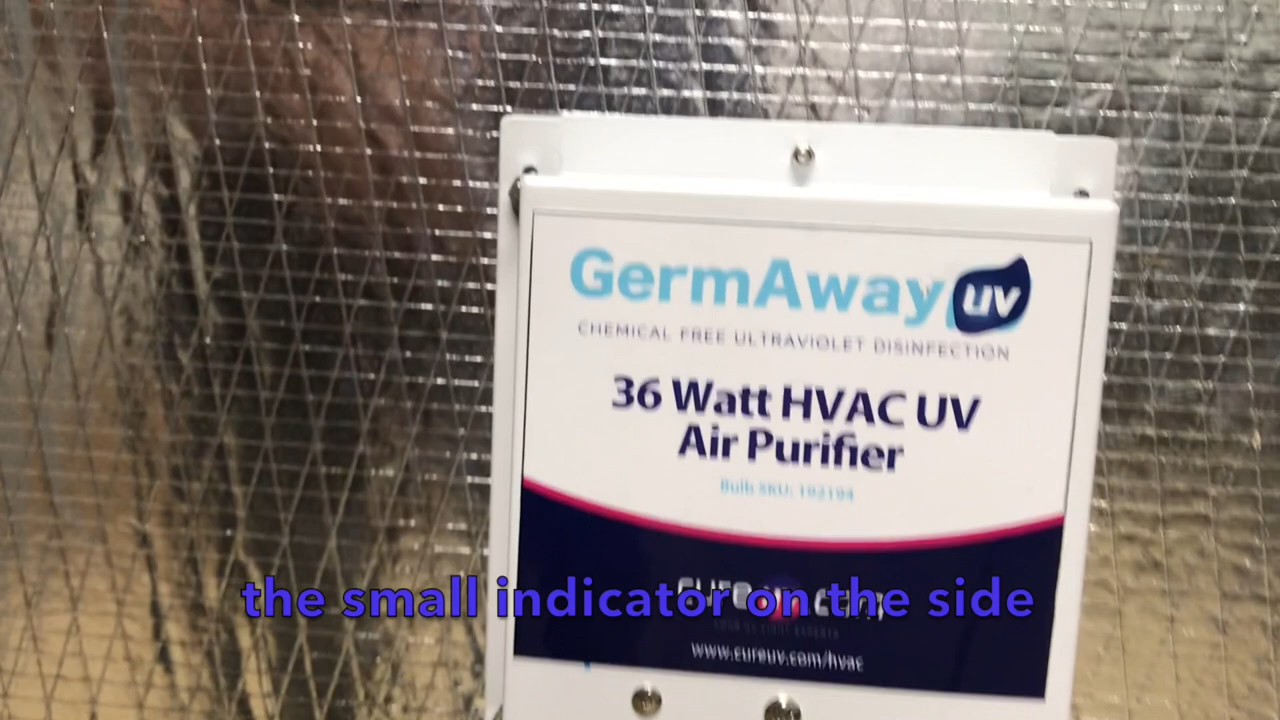 GermAway uv
CHEMICAL FREE ULTRAVIOLET DISINFECTION
36 Watt HVAC UV
Air Purifier
Bulb SKU: 192194
the small indicator on the side
www.cureuv.com/hvac